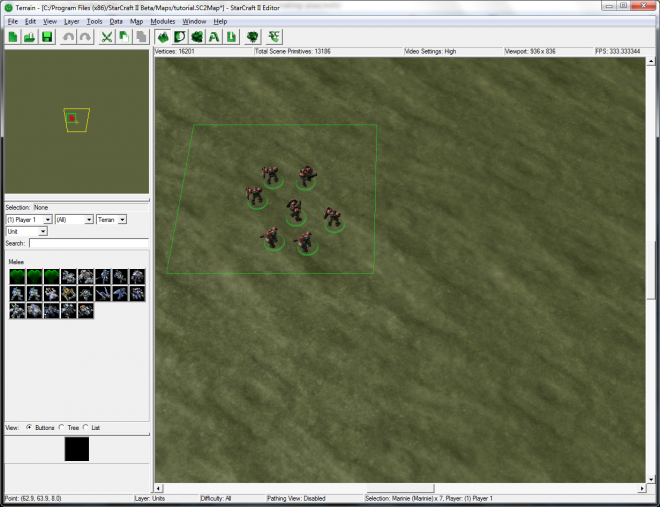 Terrain - [C:/Program Files (x86)/StarCraft II Beta/Maps/tutorial.SC2Map*] - StarCraft II Editor
File Edit View Layer Tools Data Map Modules Window Help
Vertices: 16201 Total Scene Primitives: 13186 Video Settings: High Viewport: 936 x 836 FPS: 333.333344
Selection: None
(1) Player 1 (All) Terran
Unit
Search:
Melee
View: Buttons Tree List
Point: (62.9, 63.9, 8.0) Layer: Units Difficulty: All Pathing View: Disabled Selection: Marine (Marine) x 7, Player: (1) Player 1